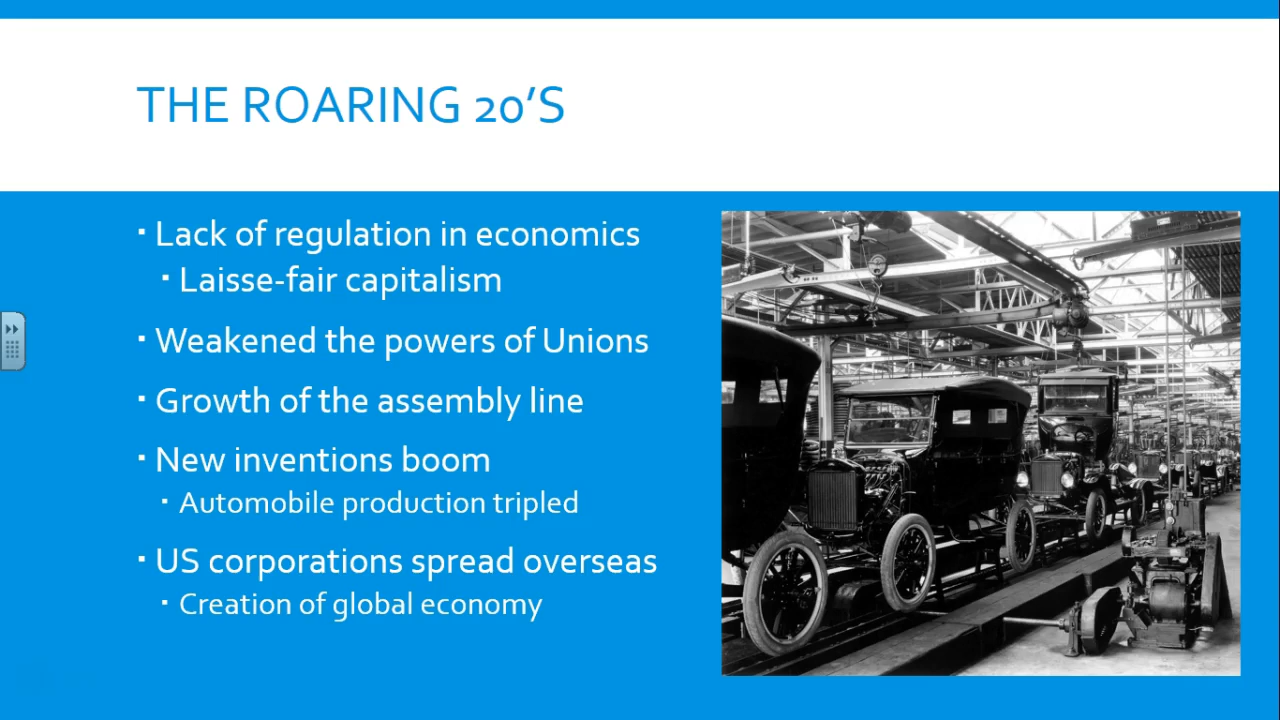 THE ROARING 20'S
▪ Lack of regulation in economics
▪ Laisse-fair capitalism
▪ Weakened the powers of Unions
▪ Growth of the assembly line
▪ New inventions boom
▪ Automobile production tripled
▪ US corporations spread overseas
▪ Creation of global economy